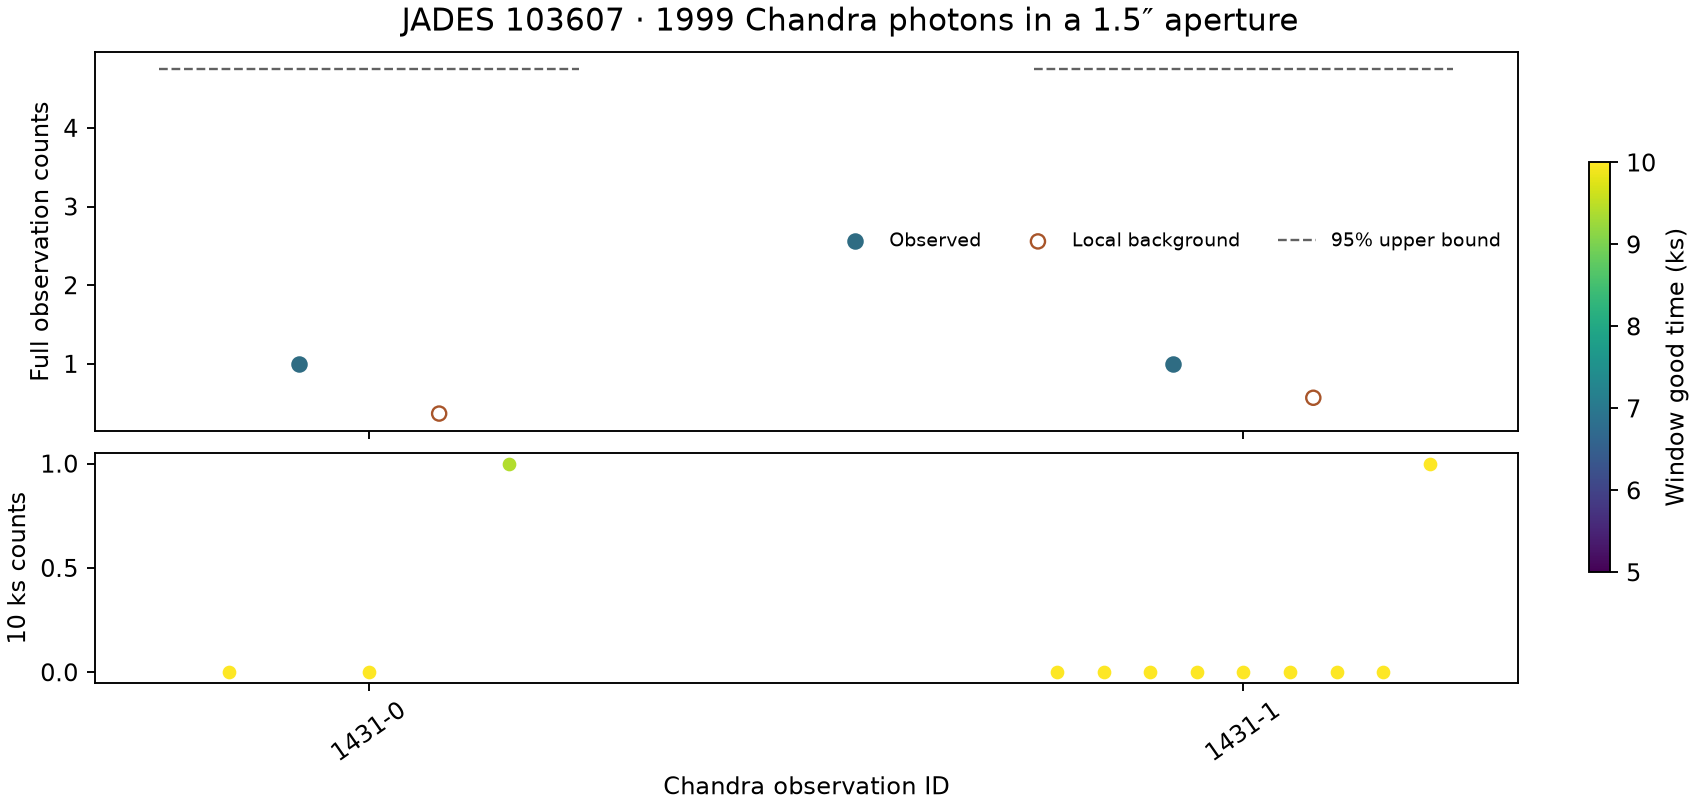 JADES 103607 · 1999 Chandra photons in a 1.5″ aperture
Full observation counts
4
3
2
1
Observed
Local background
95% upper bound
10 ks counts
1.0
0.5
0.0
1431-0
1431-1
Chandra observation ID
10
9
8
7
6
5
Window good time (ks)